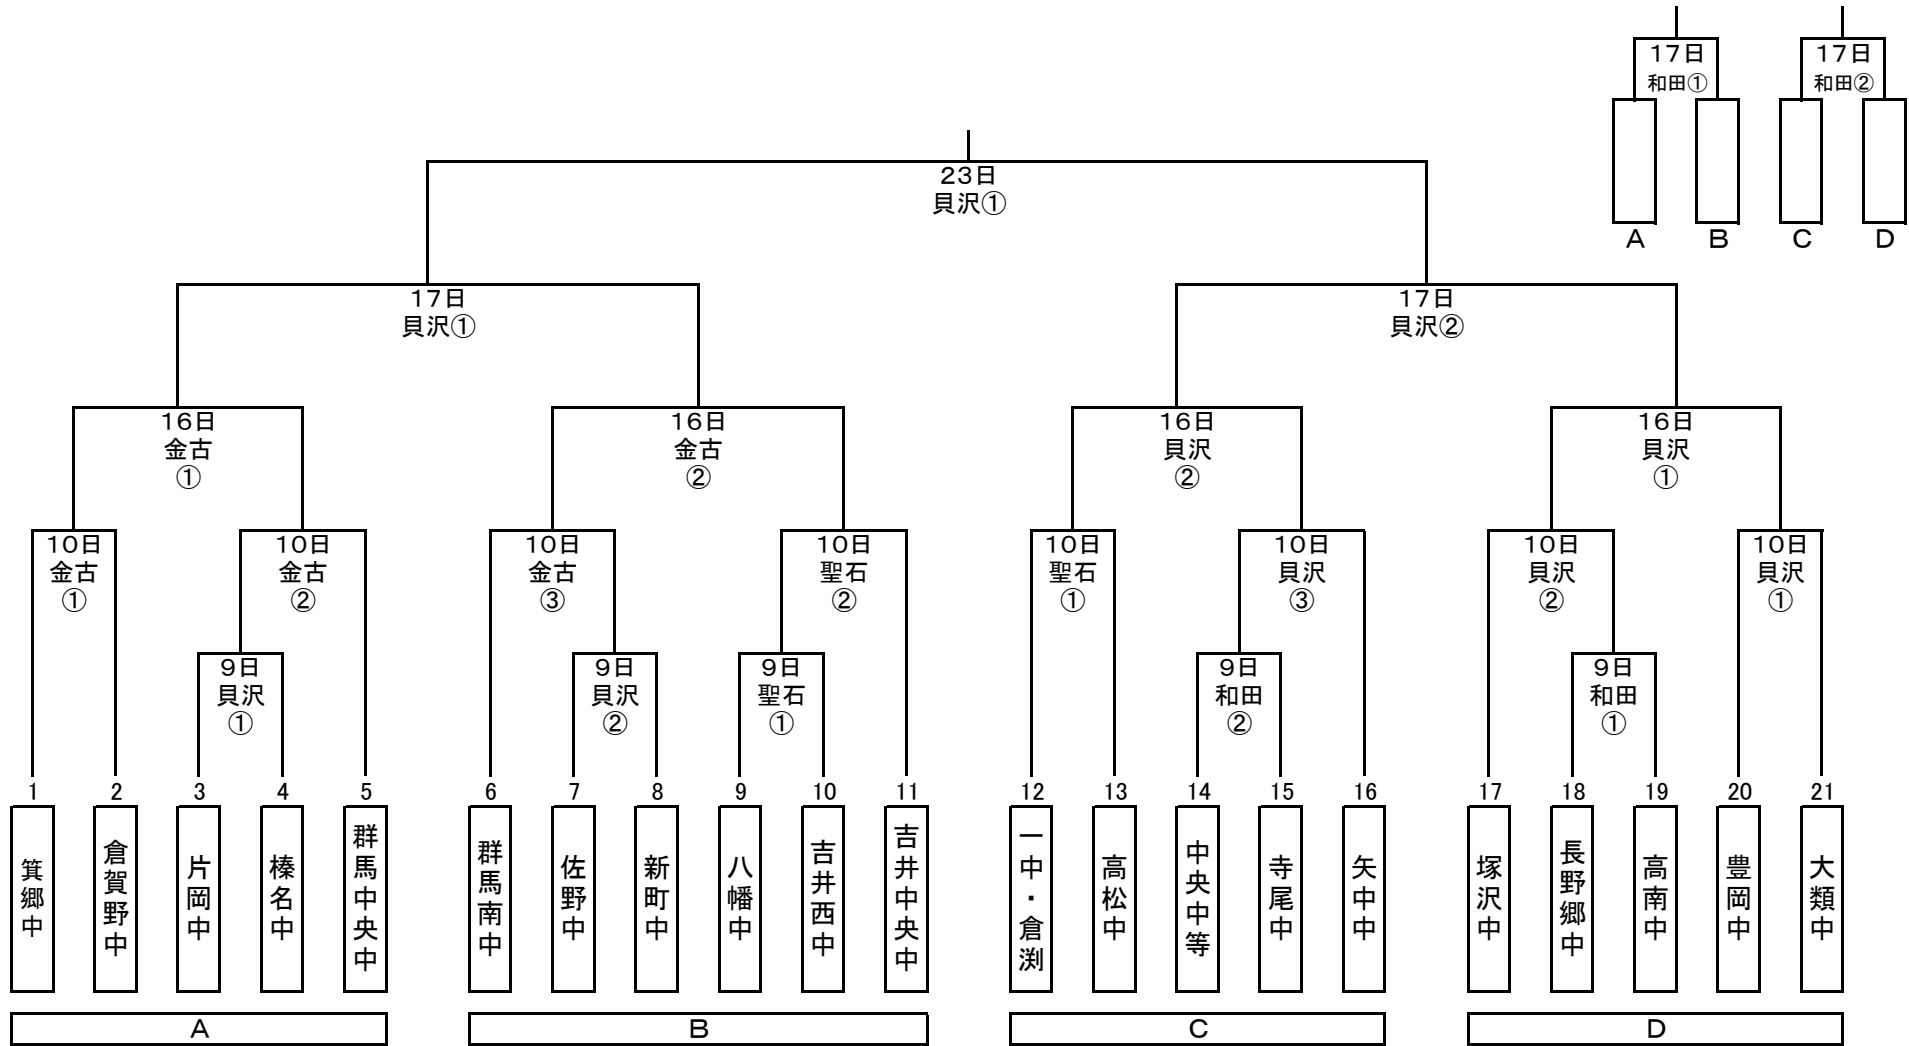 17日
和田①
17日
和田②
A
B
C
D
23日
貝沢①
17日
貝沢①
17日
貝沢②
16日
金古
①
16日
金古
②
16日
貝沢
②
16日
貝沢
①
10日
金古
①
10日
金古
②
10日
金古
③
10日
聖石
②
10日
聖石
①
10日
貝沢
③
10日
貝沢
②
10日
貝沢
①
9日
貝沢
①
9日
貝沢
②
9日
聖石
①
9日
和田
②
9日
和田
①
1
2
3
4
5
6
7
8
9
10
11
12
13
14
15
16
17
18
19
20
21
箕郷中
倉賀野中
片岡中
榛名中
群馬中央中
群馬南中
佐野中
新町中
八幡中
吉井西中
吉井中央中
一中・倉渕
高松中
中央中等
寺尾中
矢中中
塚沢中
長野郷中
高南中
豊岡中
大類中
A
B
C
D